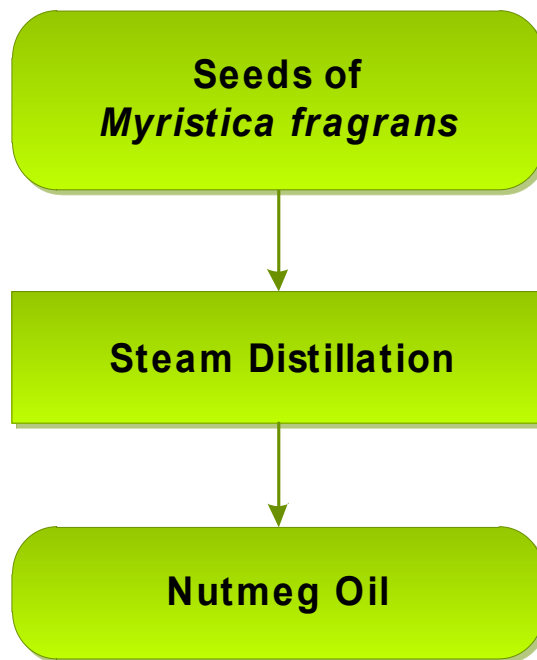 Seeds of
Myristica fragrans
Steam Distillation
Nutmeg Oil